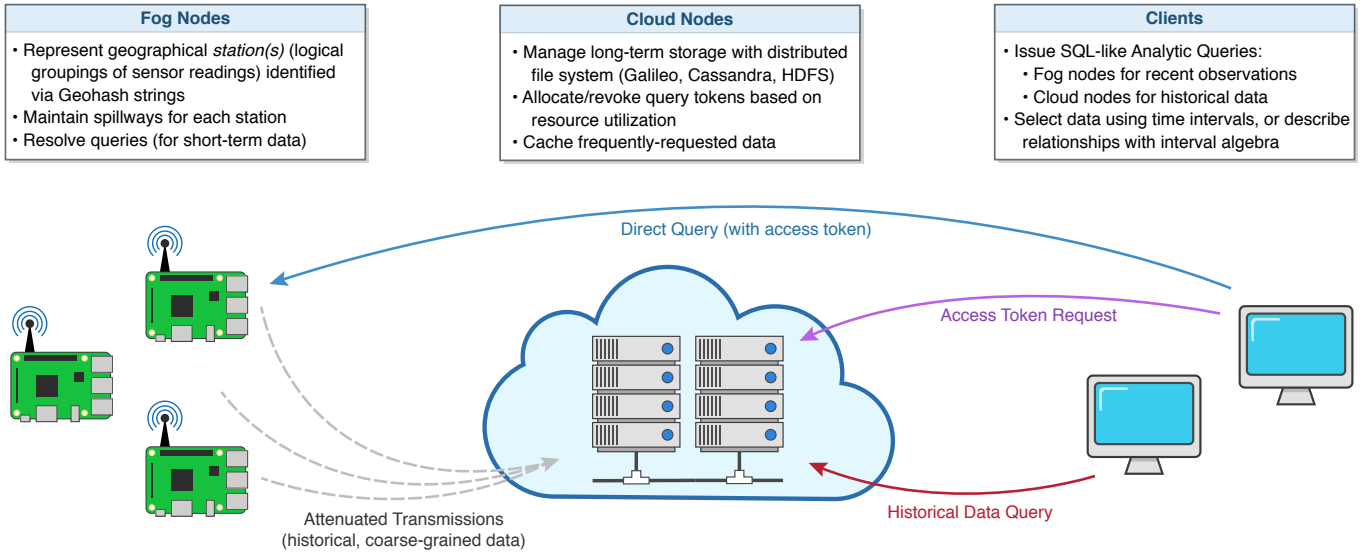 Fog Nodes
• Represent geographical station(s) (logical
groupings of sensor readings) identified
via Geohash strings
• Maintain spillways for each station
• Resolve queries (for short-term data)
Cloud Nodes
• Manage long-term storage with distributed
file system (Galileo, Cassandra, HDFS)
• Allocate/revoke query tokens based on
resource utilization
• Cache frequently-requested data
Clients
• Issue SQL-like Analytic Queries:
• Fog nodes for recent observations
• Cloud nodes for historical data
• Select data using time intervals, or describe
relationships with interval algebra
Direct Query (with access token)
Access Token Request
Historical Data Query
Attenuated Transmissions
(historical, coarse-grained data)